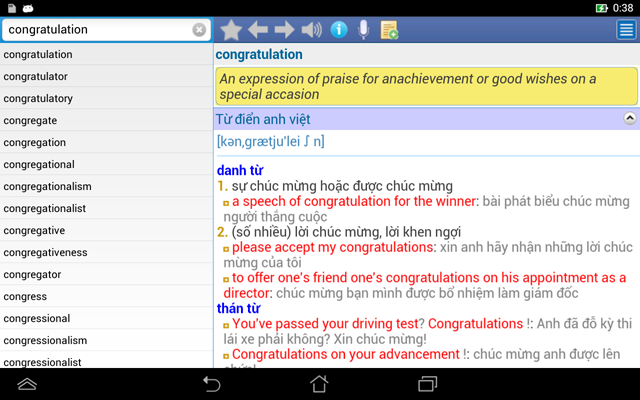 0:38
congratulation
congratulation
congratulator
congratulatory
congregate
congregation
congregational
congregationalism
congregationalist
congregative
congregativeness
congregator
congress
congressional
congressionalism
congressionalist
congratulation
An expression of praise for anachievement or good wishes on a
special accasion
Từ điển anh việt
[kən,grætju'lei ∫ n]
danh từ
1. sự chúc mừng hoặc được chúc mừng
a speech of congratulation for the winner: bài phát biểu chúc mừng
người thắng cuộc
2. (số nhiều) lời chúc mừng, lời khen ngợi
please accept my congratulations: xin anh hãy nhận những lời chúc
mừng của tôi
to offer one's friend one's congratulations on his appointment as a
director: chúc mừng bạn mình được bổ nhiệm làm giám đốc
thán từ
You've passed your driving test? Congratulations !: Anh đã đỗ kỳ thi
lái xe phải không? Xin chúc mừng!
Congratulations on your advancement !: chúc mừng anh được lên